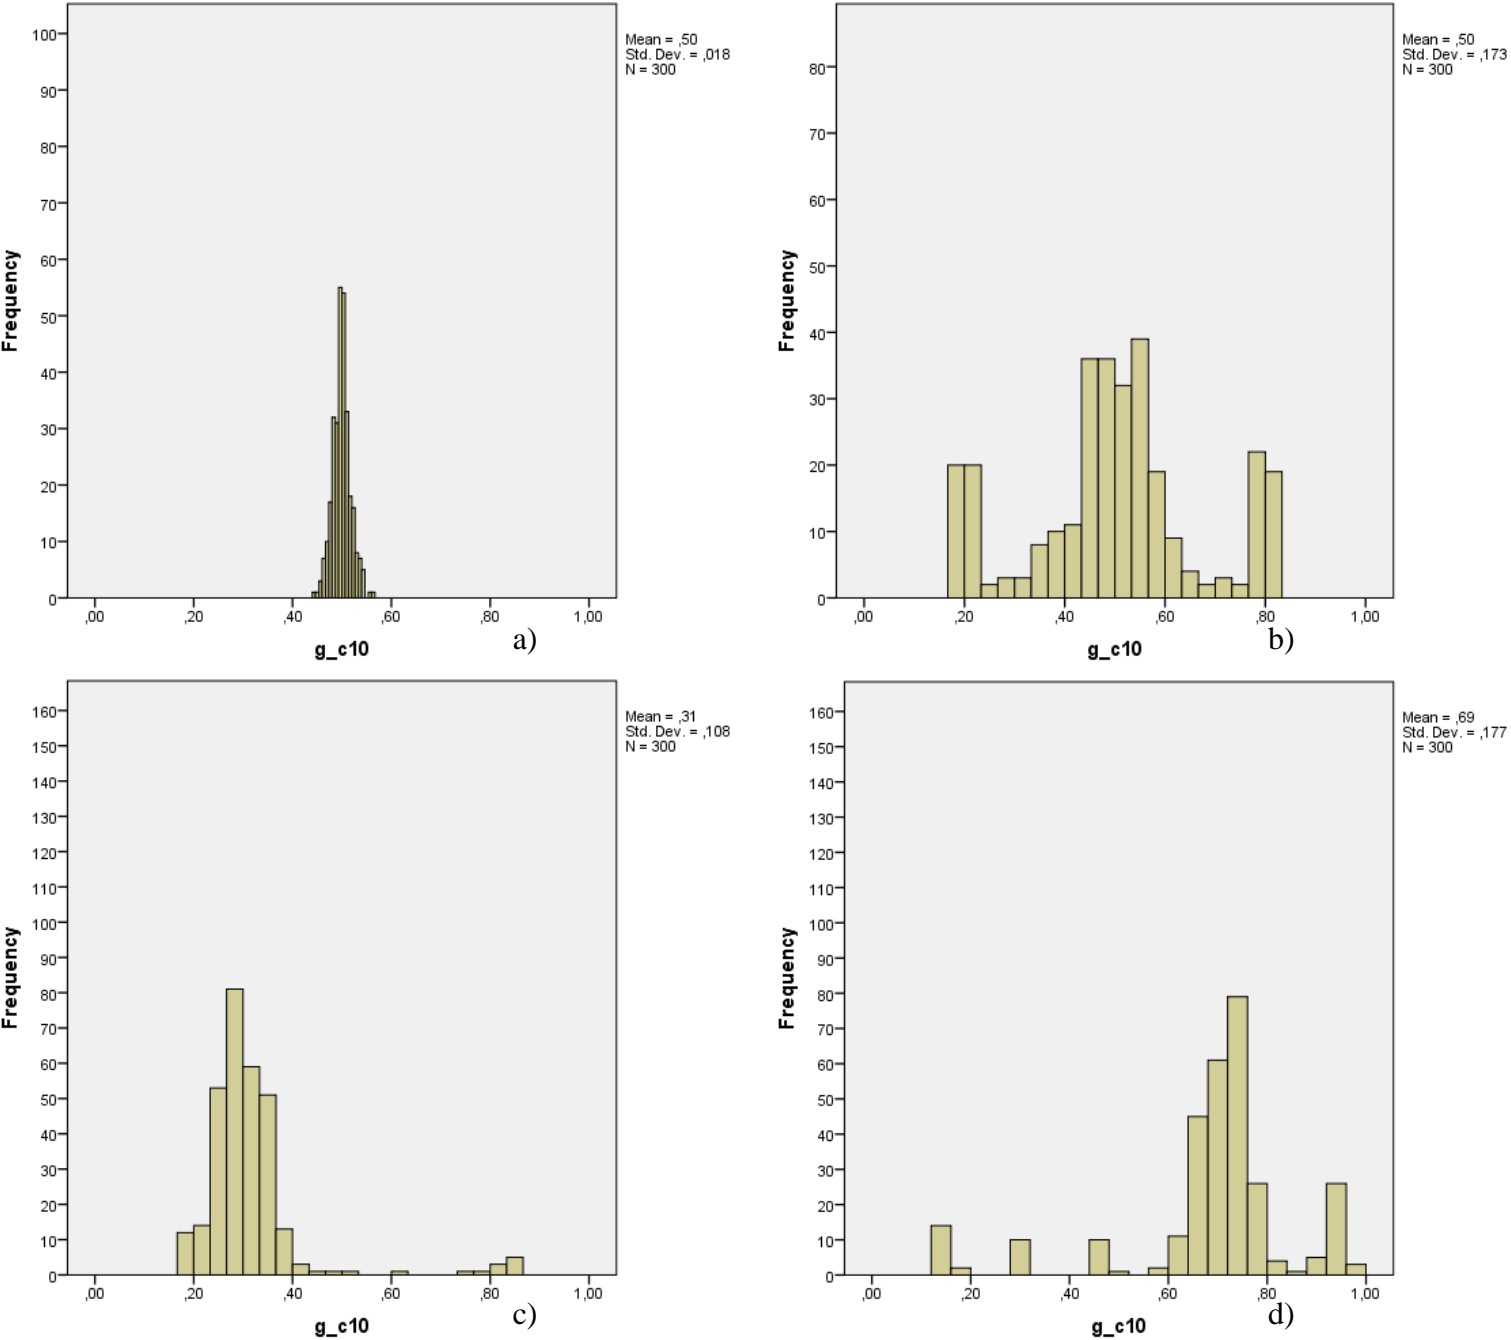 100
90
80
70
60
50
40
30
20
10
0
Frequency
,00 ,20 ,40 ,60 ,80 1,00
g_c10
a)
Mean = ,50
Std. Dev. = ,018
N = 300
80
70
60
50
40
30
20
10
0
Frequency
,00 ,20 ,40 ,60 ,80 1,00
g_c10
b)
Mean = ,50
Std. Dev. = ,173
N = 300
160
150
140
130
120
110
100
90
80
70
60
50
40
30
20
10
0
Frequency
,00 ,20 ,40 ,60 ,80 1,00
g_c10
c)
Mean = ,31
Std. Dev. = ,108
N = 300
160
150
140
130
120
110
100
90
80
70
60
50
40
30
20
10
0
Frequency
,00 ,20 ,40 ,60 ,80 1,00
g_c10
d)
Mean = ,69
Std. Dev. = ,177
N = 300